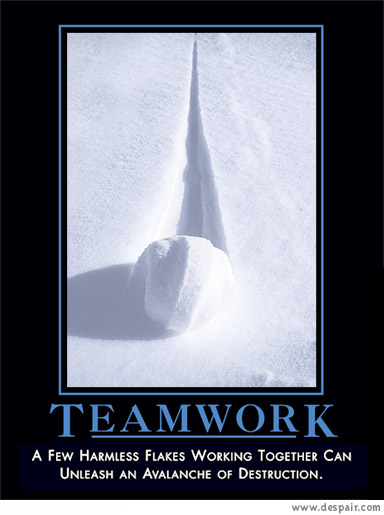 TEAMWORK
A FEW HARMLESS FLAKES WORKING TOGETHER CAN
UNLEASH AN AVALANCHE OF DESTRUCTION.
www.despair.com